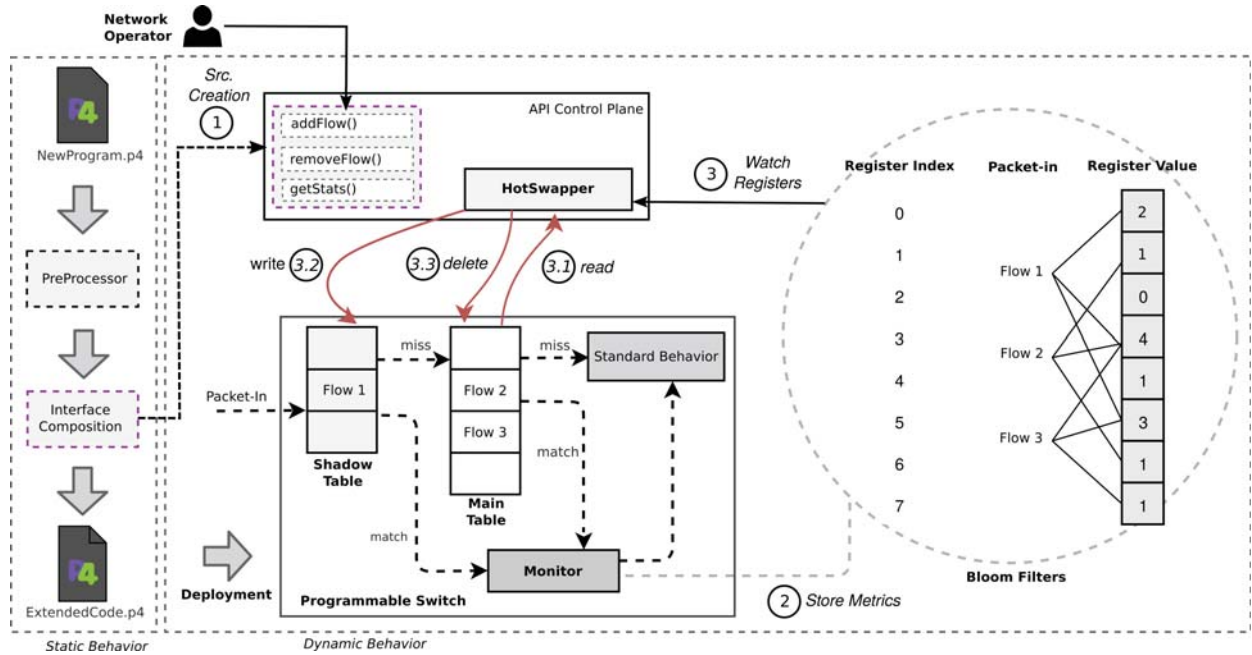 Network
Operator
P4
NewProgram.p4
PreProcessor
Interface
Composition
P4
ExtendedCode.p4
Static Behavior
Src.
Creation
1
API Control Plane
addFlow()
removeFlow()
getStats()
HotSwapper
3
Watch
Registers
write 3.2
3.3 delete
3.1 read
Packet-In
Flow 1
Shadow
Table
miss
Flow 2
Flow 3
Main
Table
miss
Standard Behavior
match
match
Monitor
Programmable Switch
Deployment
Dynamic Behavior
2 Store Metrics
Register Index
Packet-in
Register Value
0
1
2
3
4
5
6
7
Flow 1
Flow 2
Flow 3
2
1
0
4
1
3
1
1
Bloom Filters